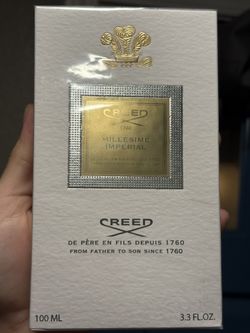 CREED
MILLESIME
IMPERIAL
CREED
DE PÈRE EN FILS DEPUIS 1760
FROM FATHER TO SON SINCE 1760
100 ML 3.3 FL.OZ.